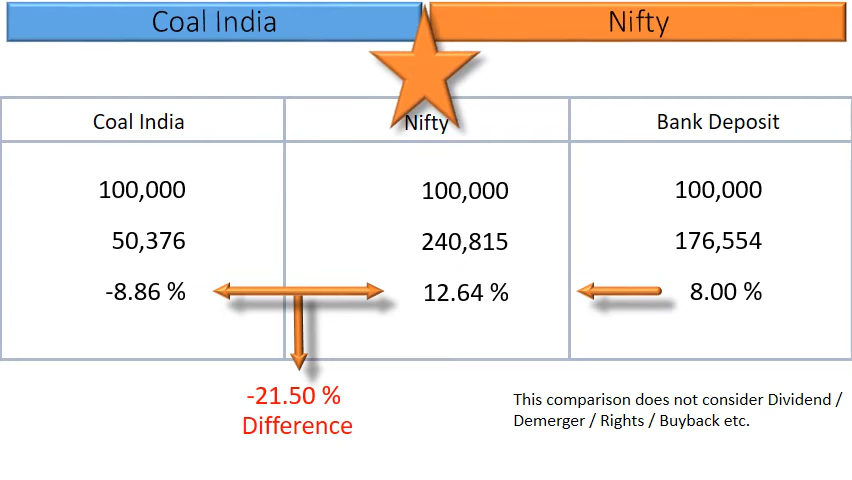 Coal India
Nifty
Coal India
Nifty
Bank Deposit
100,000
100,000
100,000
50,376
240,815
176,554
-8.86 %
12.64 %
8.00 %
-21.50 %
Difference
This comparison does not consider Dividend /
Demerger / Rights / Buyback etc.